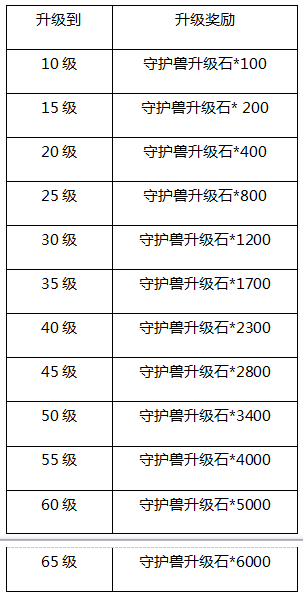 升级到 升级奖励
10 级 守护兽升级石*100
15 级 守护兽升级石* 200
20 级 守护兽升级石*400
25 级 守护兽升级石*800
30 级 守护兽升级石*1200
35 级 守护兽升级石*1700
40 级 守护兽升级石*2300
45 级 守护兽升级石*2800
50 级 守护兽升级石*3400
55 级 守护兽升级石*4000
60 级 守护兽升级石*5000
65 级 守护兽升级石*6000